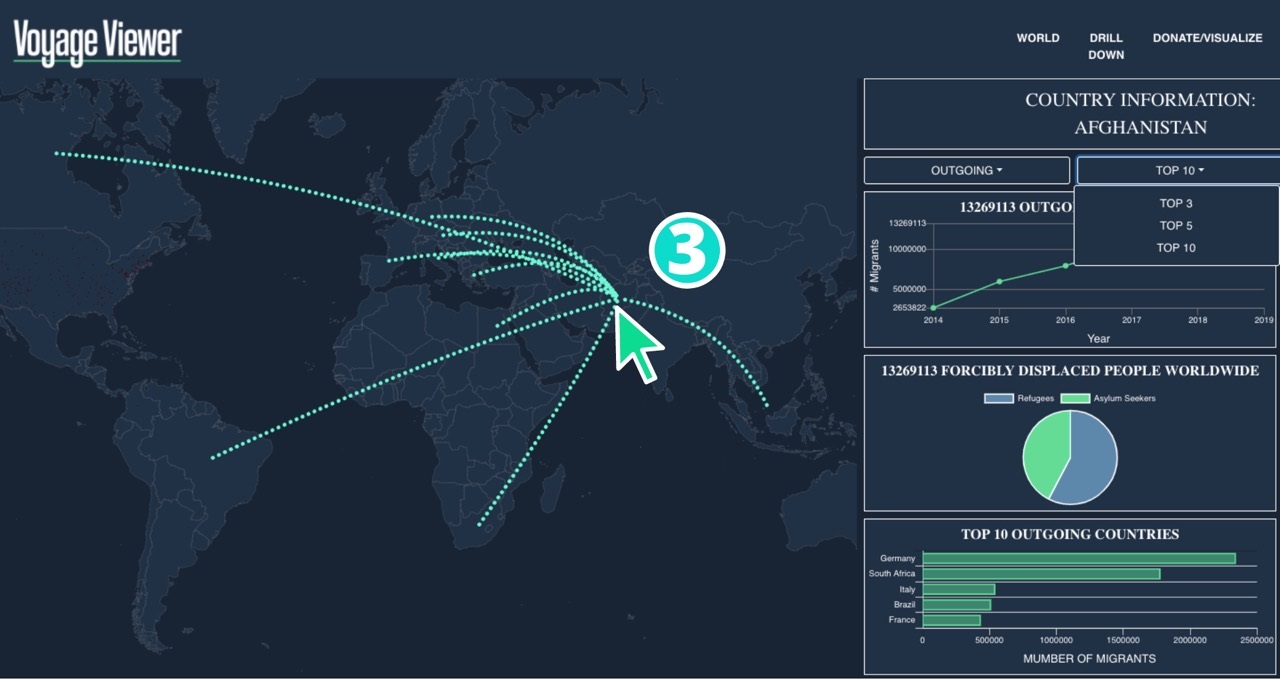 Voyage Viewer
WORLD
DRILL
DOWN
DONATE/VISUALIZE
COUNTRY INFORMATION:
AFGHANISTAN
OUTGOING
TOP 10
TOP 3
TOP 5
TOP 10
13269113 OUTGO
# Migrants
13269113
10000000
5000000
2653822
2014 2015 2016 2017 2018 2019
Year
3
13269113 FORCIBLY DISPLACED PEOPLE WORLDWIDE
Refugees Asylum Seekers
TOP 10 OUTGOING COUNTRIES
Germany
South Africa
Italy
Brazil
France
0 500000 1000000 1500000 2000000 2500000
MUMBER OF MIGRANTS